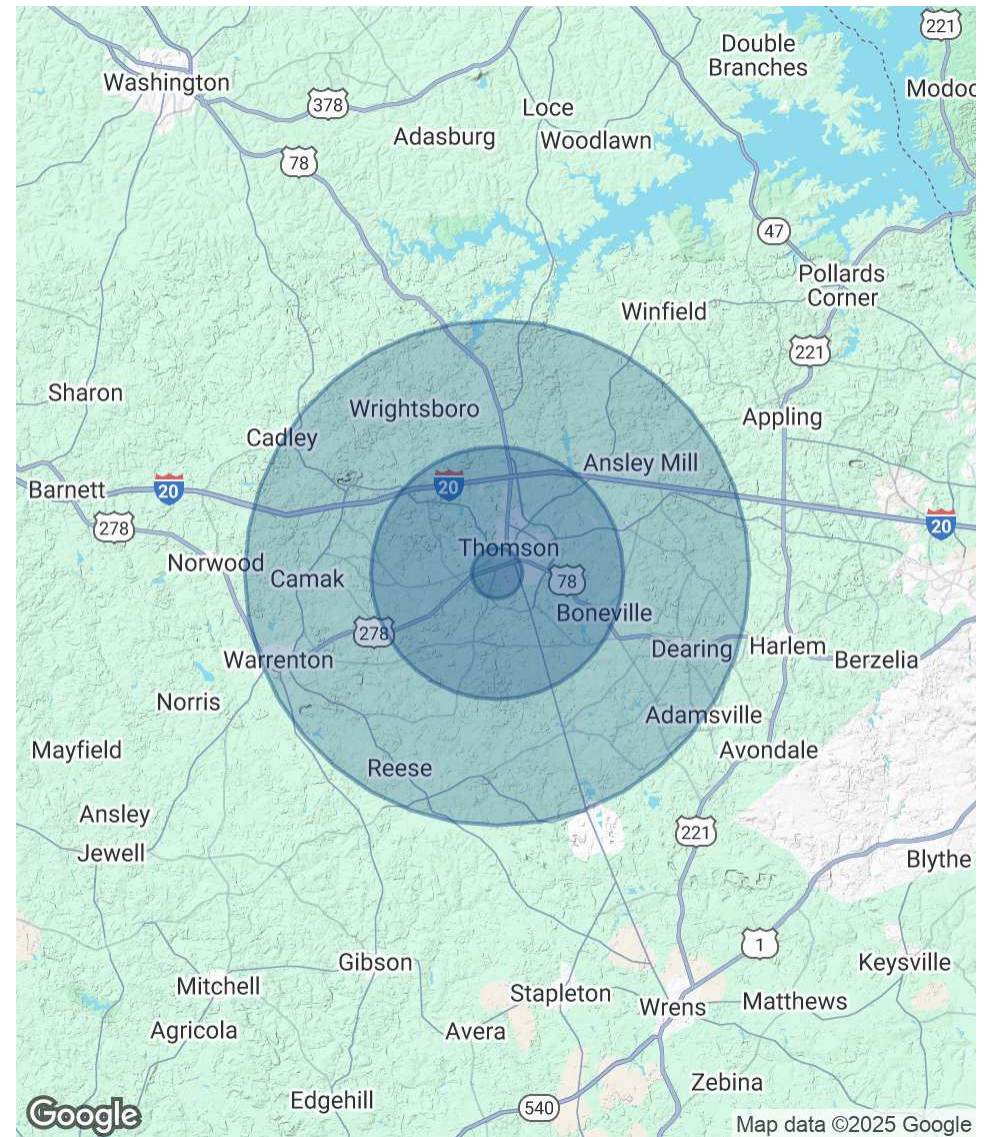 221
Double
Branches
Washington
Modoc
378
Loce
Adasburg
Woodlawn
78
47
Pollards
Corner
Winfield
221
Sharon
Wrightsboro
Appling
Cadley
Ansley Mill
Barnett
20
20
278
20
Thomson
Norwood
Camak
78
Boneville
278
Dearing
Harlem
Berzelia
Warrenton
Norris
Adamsville
Mayfield
Avondale
Reese
Ansley
221
Jewell
Blythe
1
Gibson
Keysville
Mitchell
Stapleton
Matthews
Wrens
Agricola
Avera
Zebina
Edgehill
540
Google
Map data ©2025 Google